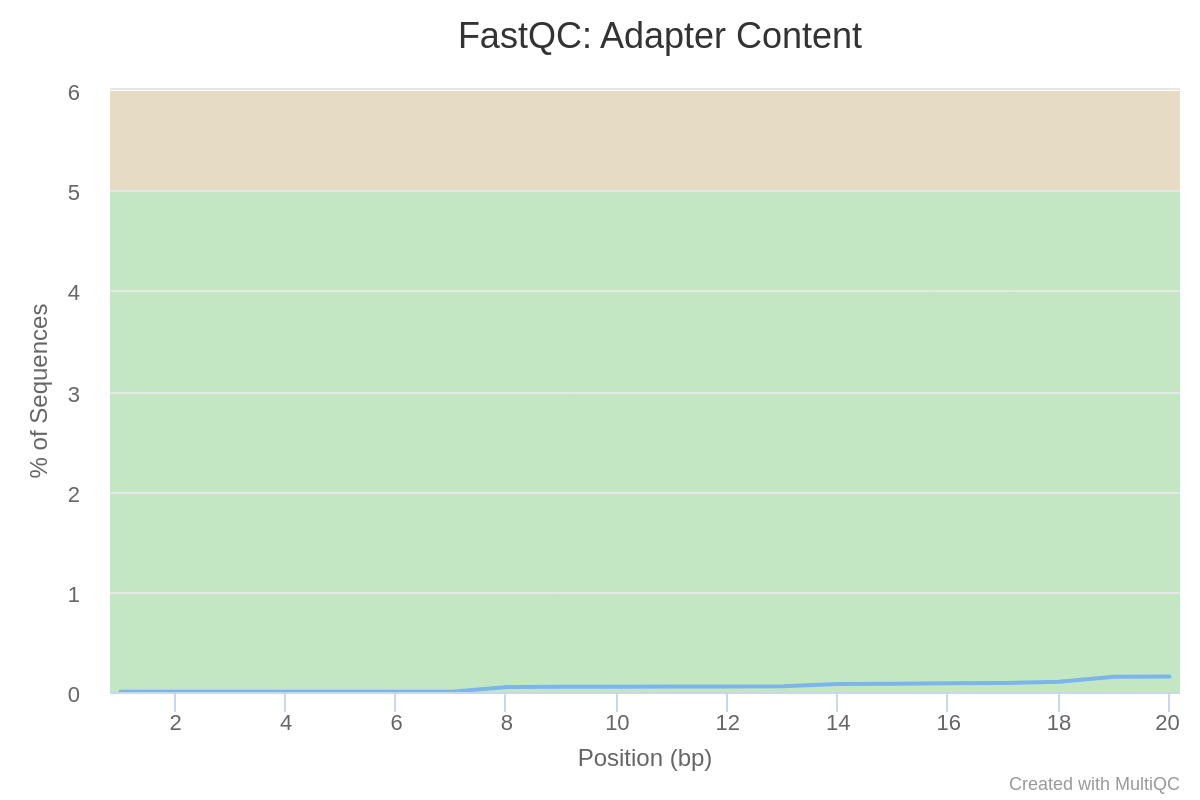 FastQC: Adapter Content
6
5
4
3
2
1
0
% of Sequences
2 4 6 8 10 12 14 16 18 20
Position (bp)
Created with MultiQC